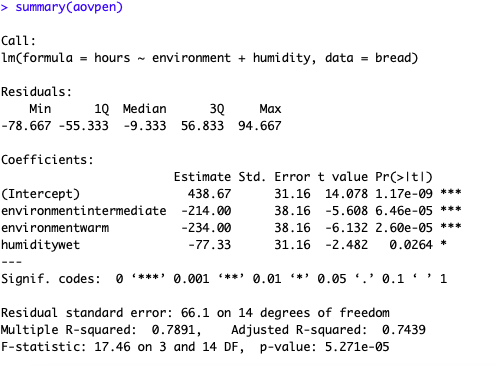 > summary(aovpen)
Call:
lm(formula = hours ~ environment + humidity, data = bread)
Residuals:
    Min      1Q  Median      3Q     Max
-78.667 -55.333  -9.333  56.833  94.667
Coefficients:
                        Estimate Std. Error t value Pr(>|t|)
(Intercept)               438.67      31.16  14.078 1.17e-09 ***
environmentintermediate  -214.00      38.16  -5.608 6.46e-05 ***
environmentwarm          -234.00      38.16  -6.132 2.60e-05 ***
humiditywet               -77.33      31.16  -2.482   0.0264 *
---
Signif. codes:  0 ‘***’ 0.001 ‘**’ 0.01 ‘*’ 0.05 ‘.’ 0.1 ‘ ’ 1
Residual standard error: 66.1 on 14 degrees of freedom
Multiple R-squared:  0.7891,    Adjusted R-squared:  0.7439
F-statistic: 17.46 on 3 and 14 DF,  p-value: 5.271e-05